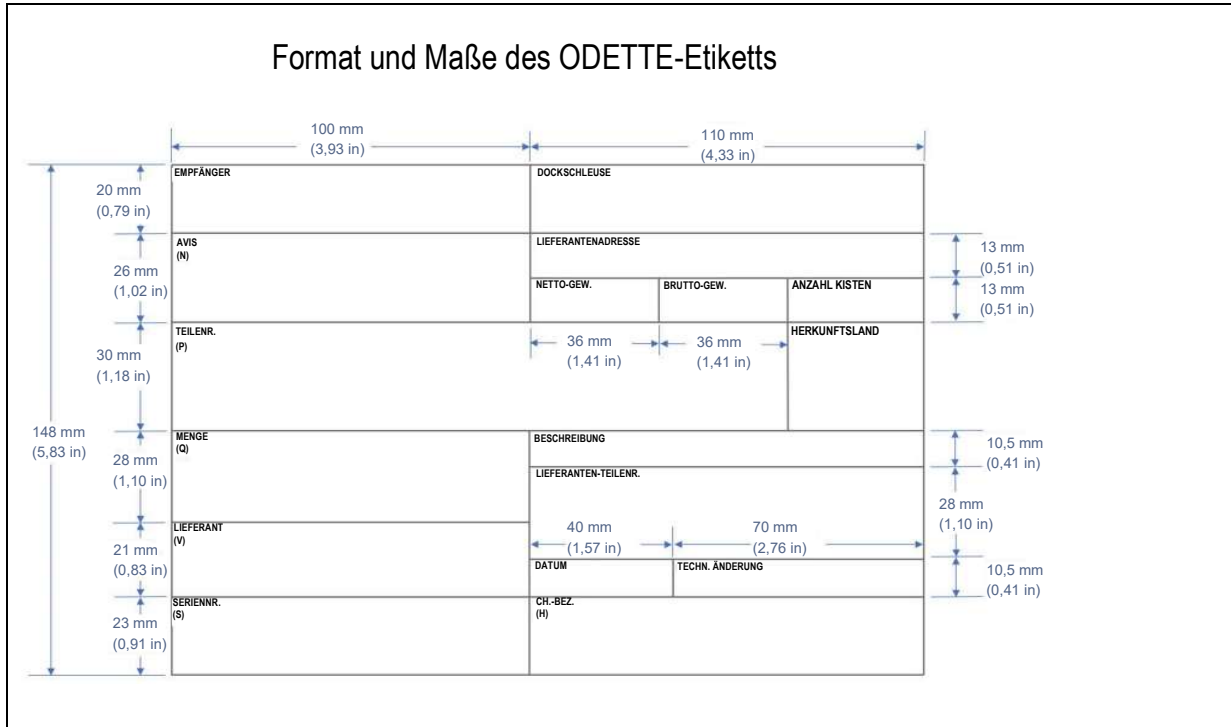 Format und Maße des ODETTE-Etiketts
100 mm
(3,93 in)
110 mm
(4,33 in)
EMPFÄNGER
DOCKSCHLEUSE
20 mm
(0,79 in)
AVIS
(N)
LIEFERANTENADRESSE
13 mm
(0,51 in)
26 mm
(1,02 in)
NETTO-GEW.
BRUTTO-GEW.
ANZAHL KISTEN
13 mm
(0,51 in)
TEILENR.
(P)
HERKUNFTSLAND
36 mm
(1,41 in)
36 mm
(1,41 in)
30 mm
(1,18 in)
148 mm
(5,83 in)
MENGE
(Q)
BESCHREIBUNG
10,5 mm
(0,41 in)
28 mm
(1,10 in)
LIEFERANTEN-TEILENR.
28 mm
(1,10 in)
LIEFERANT
(V)
40 mm
(1,57 in)
70 mm
(2,76 in)
21 mm
(0,83 in)
DATUM
TECHN. ÄNDERUNG
10,5 mm
(0,41 in)
SERIENNR.
(S)
CH.-BEZ.
(H)
23 mm
(0,91 in)